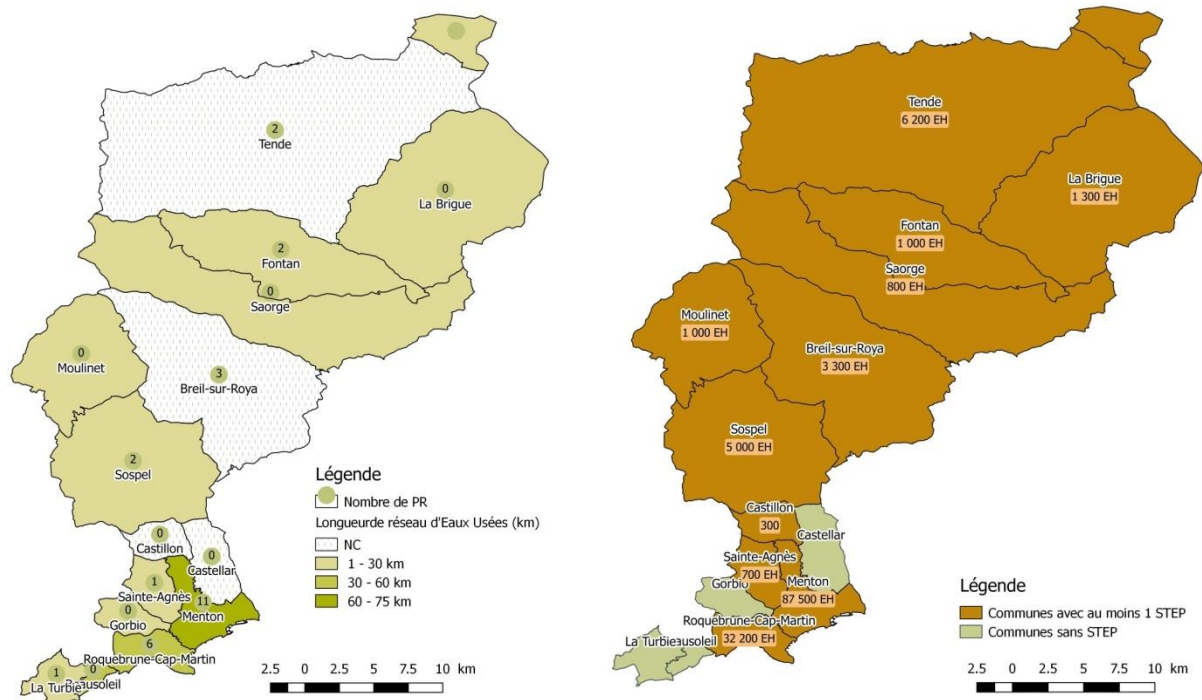 2
Tende
0
La Brigue
2
Fontan
0
Saorge
0
Moulinet
3
Breil-sur-Roya
2
Sospel
0
Castillon
0
Castellar
1
Sainte-Agnès
11
Menton
0
Gorbio
6
Roquebrune-Cap-Martin
1
La Turbie
0
Beausoleil
Légende
Nombre de PR
Longueurde réseau d'Eaux Usées (km)
NC
1 - 30 km
30 - 60 km
60 - 75 km
2.5 0 2.5 5 7.5 10 km
Tende
6 200 EH
La Brigue
1 300 EH
Fontan
1 000 EH
Saorge
800 EH
Moulinet
1 000 EH
Breil-sur-Roya
3 300 EH
Sospel
5 000 EH
Castillon
300
Castellar
Sainte-Agnès
700 EH
Menton
87 500 EH
Gorbio
Roquebrune-Cap-Martin
32 200 EH
La Turbieausoleil
Légende
Communes avec au moins 1 STEP
Communes sans STEP
2.5 0 2.5 5 7.5 10 km